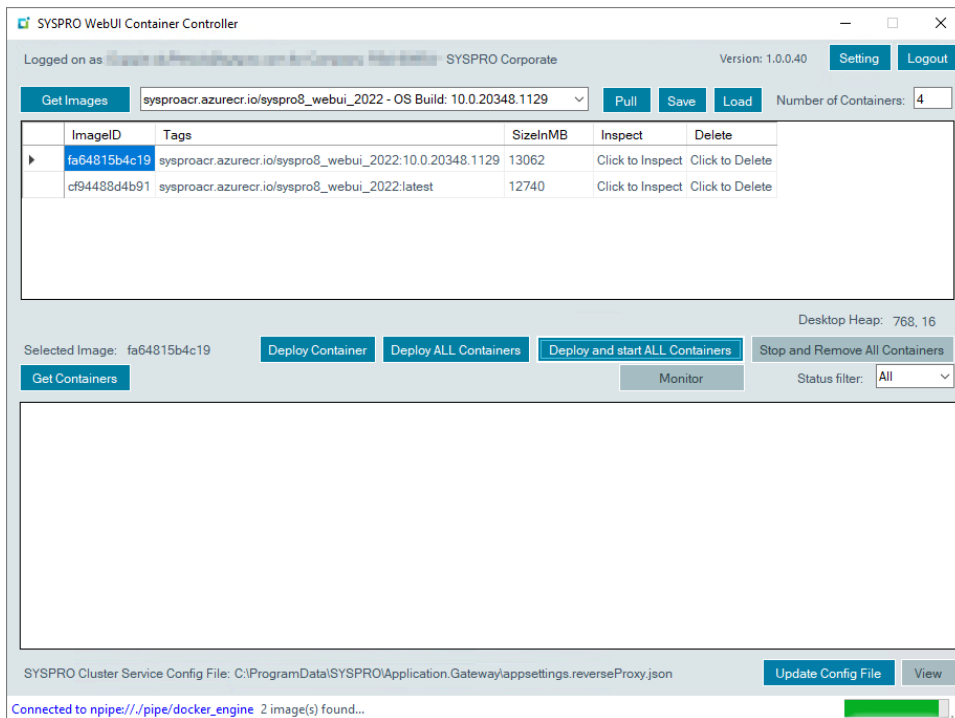 SYSPRO WebUI Container Controller
Logged on as SYSPRO Corporate Version: 1.0.0.40 Setting Logout
Get Images sysproacr.azurecr.io/syspro8_webui_2022 - OS Build: 10.0.20348.1129 Pull Save Load Number of Containers: 4
ImageID Tags SizeInMB Inspect Delete
fa64815b4c19 sysproacr.azurecr.io/syspro8_webui_2022:10.0.20348.1129 13062 Click to Inspect Click to Delete
cf94488d4b91 sysproacr.azurecr.io/syspro8_webui_2022:latest 12740 Click to Inspect Click to Delete
Desktop Heap: 768, 16
Selected Image: fa64815b4c19 Deploy Container Deploy ALL Containers Deploy and start ALL Containers Stop and Remove All Containers
Get Containers Monitor Status filter: All
SYSPRO Cluster Service Config File: C:\ProgramData\SYSPRO\Application.Gateway\appsettings.reverseProxy.json Update Config File View
Connected to npipe://./pipe/docker_engine 2 image(s) found...